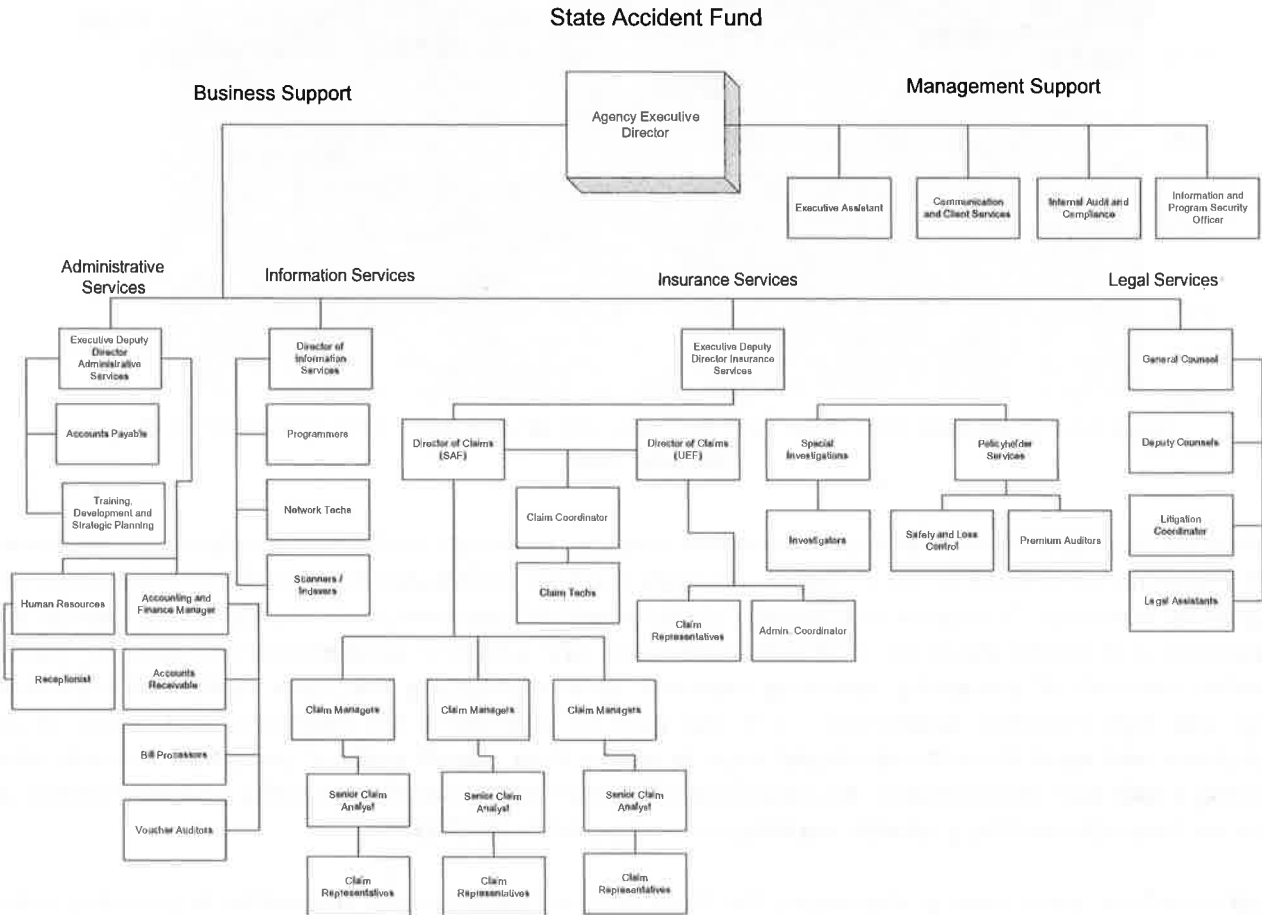 State Accident Fund
Business Support
Management Support
Agency Executive
Director
Executive Assistant
Communication
and Client Services
Internal Audit and
Compliance
Information and
Program Security
Officer
Administrative
Services
Information Services
Insurance Services
Legal Services
Executive Deputy
Director
Administrative
Services
Director of
Information
Services
Executive Deputy
Director Insurance
Services
General Counsel
Accounts Payable
Programmers
Director of Claims
(SAF)
Director of Claims
(UEF)
Special
Investigations
Policyholder
Services
Deputy Counsels
Training,
Development and
Strategic Planning
Network Techs
Claim Coordinator
Investigators
Safety and Loss
Control
Premium Auditors
Litigation
Coordinator
Human Resources
Accounting and
Finance Manager
Scanners /
Indexers
Claim Techs
Claim
Representatives
Admin. Coordinator
Legal Assistants
Receptionist
Accounts
Receivable
Claim Managers
Claim Managers
Claim Managers
Bill Processors
Senior Claim
Analyst
Senior Claim
Analyst
Senior Claim
Analyst
Voucher Auditors
Claim
Representatives
Claim
Representatives
Claim
Representatives